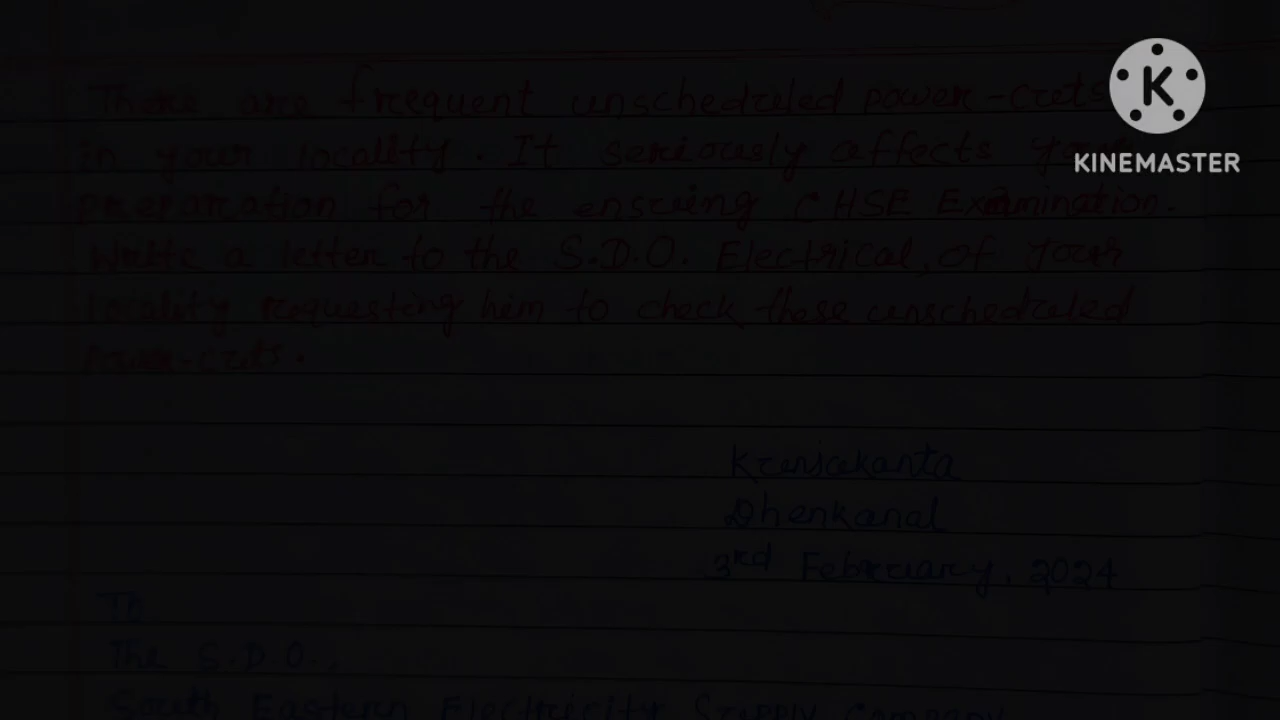 There are frequent unscheduled power-cuts
in your locality. It seriously affects your
KINEMASTER
preparation for the ensuing CHSE Examination.
Write a letter to the S.D.O. Electrical, of your
locality requesting him to check these unscheduled
power-cuts.
Dhenkanal
3rd February, 2024
The S.D.O.,
South Eastern Electricity Supply Company